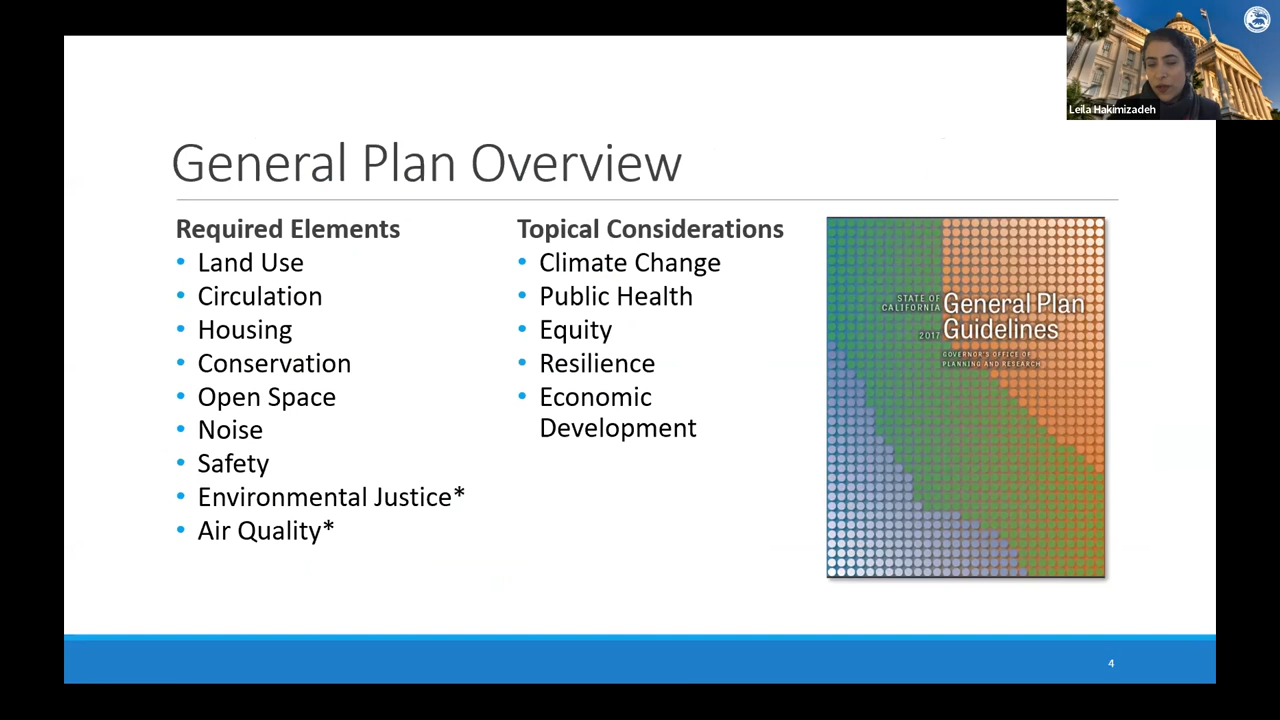 Leila Hakimizadeh
General Plan Overview
Required Elements
• Land Use
• Circulation
• Housing
• Conservation
• Open Space
• Noise
• Safety
• Environmental Justice*
• Air Quality*
Topical Considerations
• Climate Change
• Public Health
• Equity
• Resilience
• Economic
Development
STATE OF
CALIFORNIA
General Plan
2017
Guidelines
GOVERNOR'S OFFICE OF
PLANNING AND RESEARCH
4